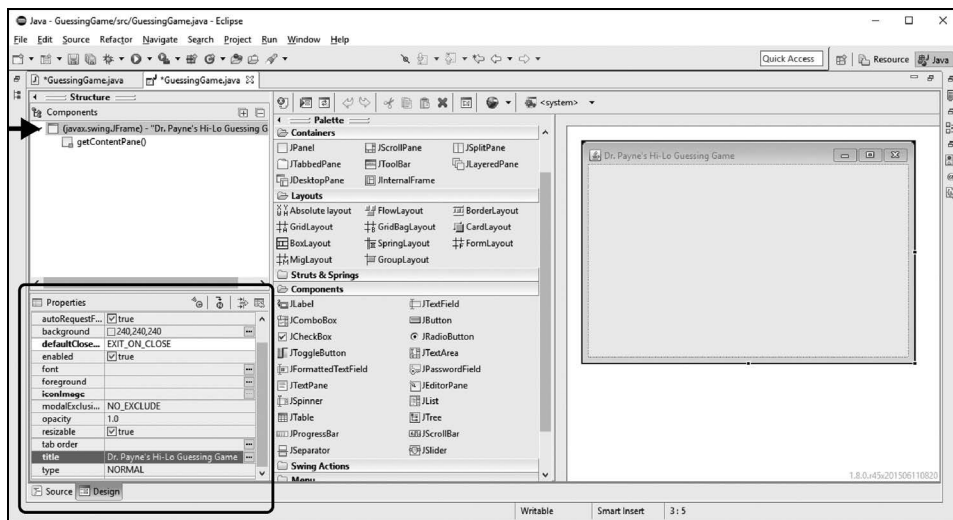 Java - GuessingGame/src/GuessingGame.java - Eclipse
File Edit Source Refactor Navigate Search Project Run Window Help
Quick Access
Resource
Java
*GuessingGame.java
*GuessingGame.java
Structure
Components
(javax.swing.JFrame) - "Dr. Payne's Hi-Lo Guessing G
getContentPane()
<system>
Palette
Containers
JPanel JScrollPane JSplitPane
JTabbedPane JToolBar JLayeredPane
JDesktopPane JInternalFrame
Layouts
Absolute layout FlowLayout BorderLayout
GridLayout GridBagLayout CardLayout
BoxLayout SpringLayout FormLayout
MigLayout GroupLayout
Struts & Springs
Components
JLabel JTextField
JComboBox JButton
JCheckBox JRadioButton
JToggleButton JTextArea
JFormattedTextField JPasswordField
JTextPane JEditorPane
JSpinner JList
JTable JTree
JProgressBar JScrollBar
JSeparator JSlider
Swing Actions
Menu
Dr. Payne's Hi-Lo Guessing Game
1.8.0.r45x201506110820
Properties
autoRequestF... true
background 240,240,240
defaultClose... EXIT_ON_CLOSE
enabled true
font
foreground
iconImage
modalExclusi... NO_EXCLUDE
opacity 1.0
resizable true
tab order
title Dr. Payne's Hi-Lo Guessing Game
type NORMAL
Source Design
Writable Smart Insert 3 : 5